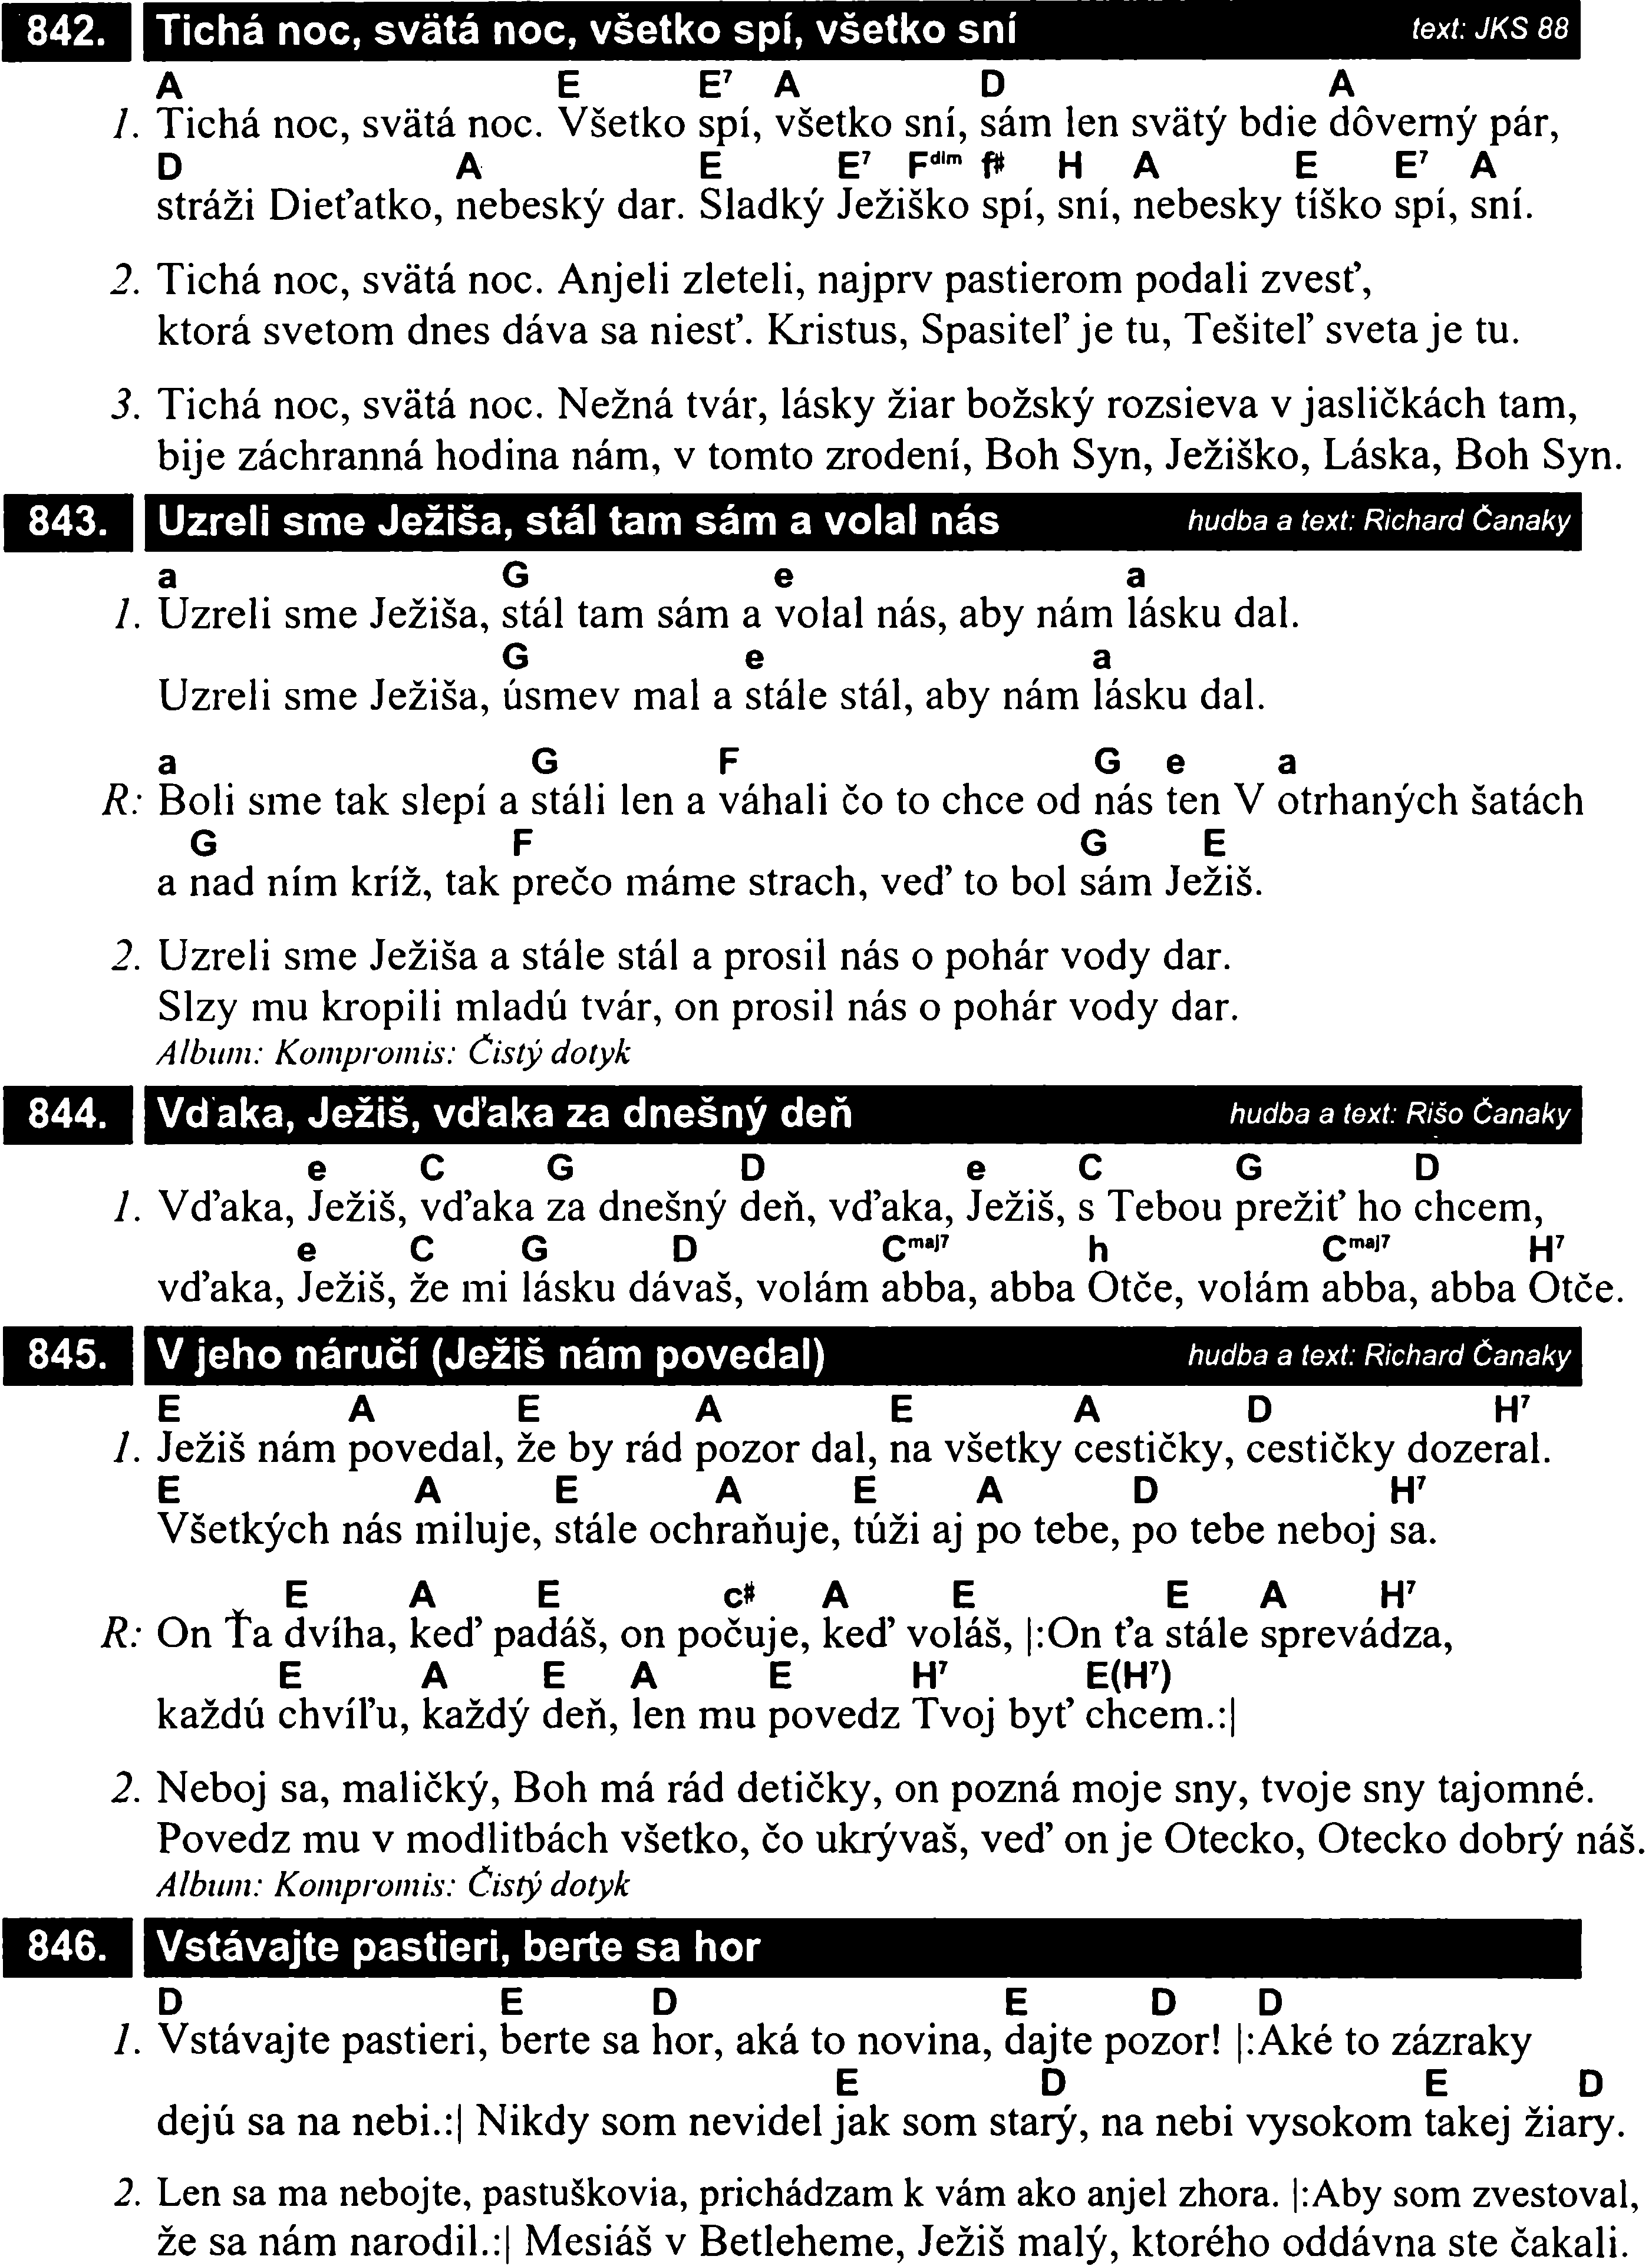 842. Tichá noc, svätá noc, všetko spí, všetko sní text: JKS 88
A E E7 A D A
1. Tichá noc, svätá noc. Všetko spí, všetko sní, sám len svätý bdie dôverný pár,
D A E E7 Fdim f# H A E E7 A
stráži Dieťatko, nebeský dar. Sladký Ježiško spí, sní, nebesky tíško spí, sní.
2. Tichá noc, svätá noc. Anjeli zleteli, najprv pastierom podali zvesť,
ktorá svetom dnes dáva sa niesť. Kristus, Spasiteľ je tu, Tešiteľ sveta je tu.
3. Tichá noc, svätá noc. Nežná tvár, lásky žiar božský rozsieva v jasličkách tam,
bije záchranná hodina nám, v tomto zrodení, Boh Syn, Ježiško, Láska, Boh Syn.
843. Uzreli sme Ježiša, stál tam sám a volal nás hudba a text: Richard Čanaky
a G e a
1. Uzreli sme Ježiša, stál tam sám a volal nás, aby nám lásku dal.
G e a
Uzreli sme Ježiša, úsmev mal a stále stál, aby nám lásku dal.
a G F G e a
R: Boli sme tak slepí a stáli len a váhali čo to chce od nás ten V otrhaných šatách
G F G E
a nad ním kríž, tak prečo máme strach, veď to bol sám Ježiš.
2. Uzreli sme Ježiša a stále stál a prosil nás o pohár vody dar.
Slzy mu kropili mladú tvár, on prosil nás o pohár vody dar.
Album: Kompromis: Čistý dotyk
844. Vďaka, Ježiš, vďaka za dnešný deň hudba a text: Rišo Čanaky
e C G D e C G D
1. Vďaka, Ježiš, vďaka za dnešný deň, vďaka, Ježiš, s Tebou prežiť ho chcem,
e C G D Cmaj7 h Cmaj7 H7
vďaka, Ježiš, že mi lásku dávaš, volám abba, abba Otče, volám abba, abba Otče.
845. V jeho náručí (Ježiš nám povedal) hudba a text: Richard Čanaky
E A E A E A D H7
1. Ježiš nám povedal, že by rád pozor dal, na všetky cestičky, cestičky dozeral.
E A E A E A D H7
Všetkých nás miluje, stále ochraňuje, túži aj po tebe, po tebe neboj sa.
E A E c# A E E A H7
R: On Ťa dvíha, keď padáš, on počuje, keď voláš, |:On ťa stále sprevádza,
E A E A E H7 E(H7)
každú chvíľu, každý deň, len mu povedz Tvoj byť chcem.:|
2. Neboj sa, maličký, Boh má rád detičky, on pozná moje sny, tvoje sny tajomné.
Povedz mu v modlitbách všetko, čo ukrývaš, veď on je Otecko, Otecko dobrý náš.
Album: Kompromis: Čistý dotyk
846. Vstávajte pastieri, berte sa hor
D E D E D D
1. Vstávajte pastieri, berte sa hor, aká to novina, dajte pozor! |:Aké to zázraky
E D E D
dejú sa na nebi.:| Nikdy som nevidel jak som starý, na nebi vysokom takej žiary.
2. Len sa ma nebojte, pastuškovia, prichádzam k vám ako anjel zhora. |:Aby som zvestoval,
že sa nám narodil.:| Mesiáš v Betleheme, Ježiš malý, ktorého oddávna ste čakali.